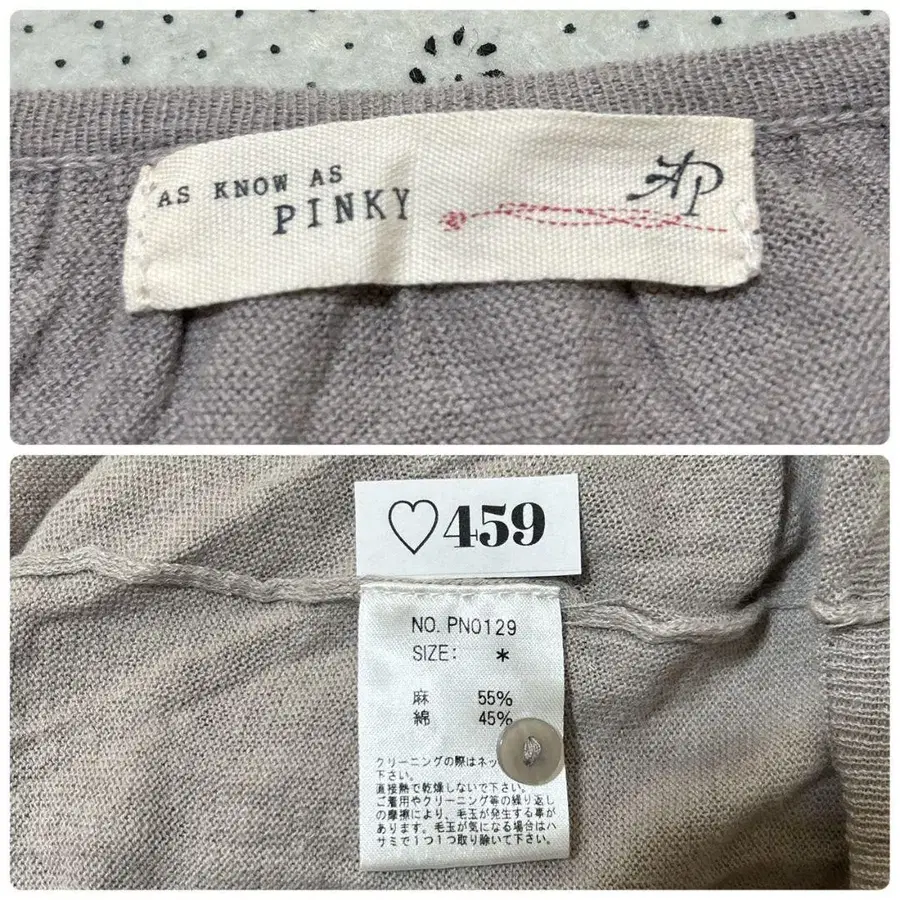 AS KNOW AS
PINKY
AP
♡459
NO. PN0129
SIZE: *
麻 55%
綿 45%
クリーニングの際はネッ
下さい。
直接熱で乾燥しないで下さい。
ご着用やクリーニング等の繰り返し
の摩擦により、毛玉が発生する事が
あります。毛玉が気になる場合はハ
サミで1つ1つ取り除いて下さい。